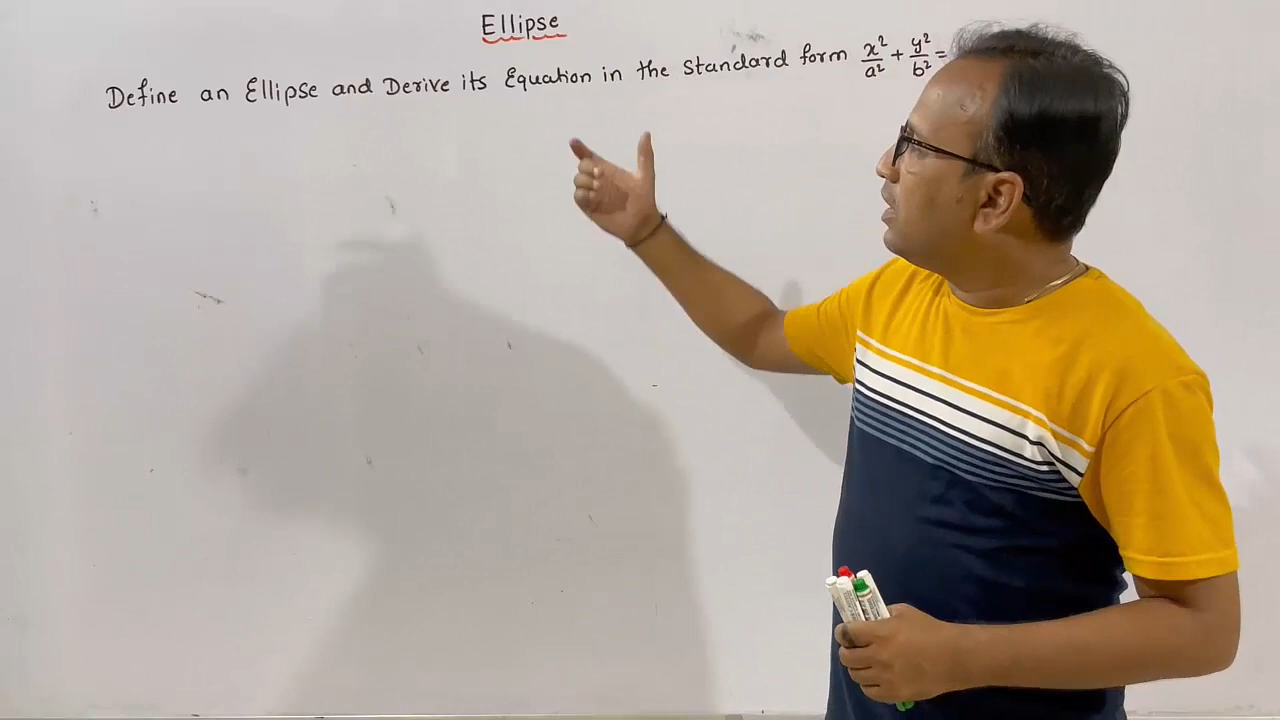 Ellipse
Define an Ellipse and Derive its Equation in the Standard form x²/a² + y²/b² =